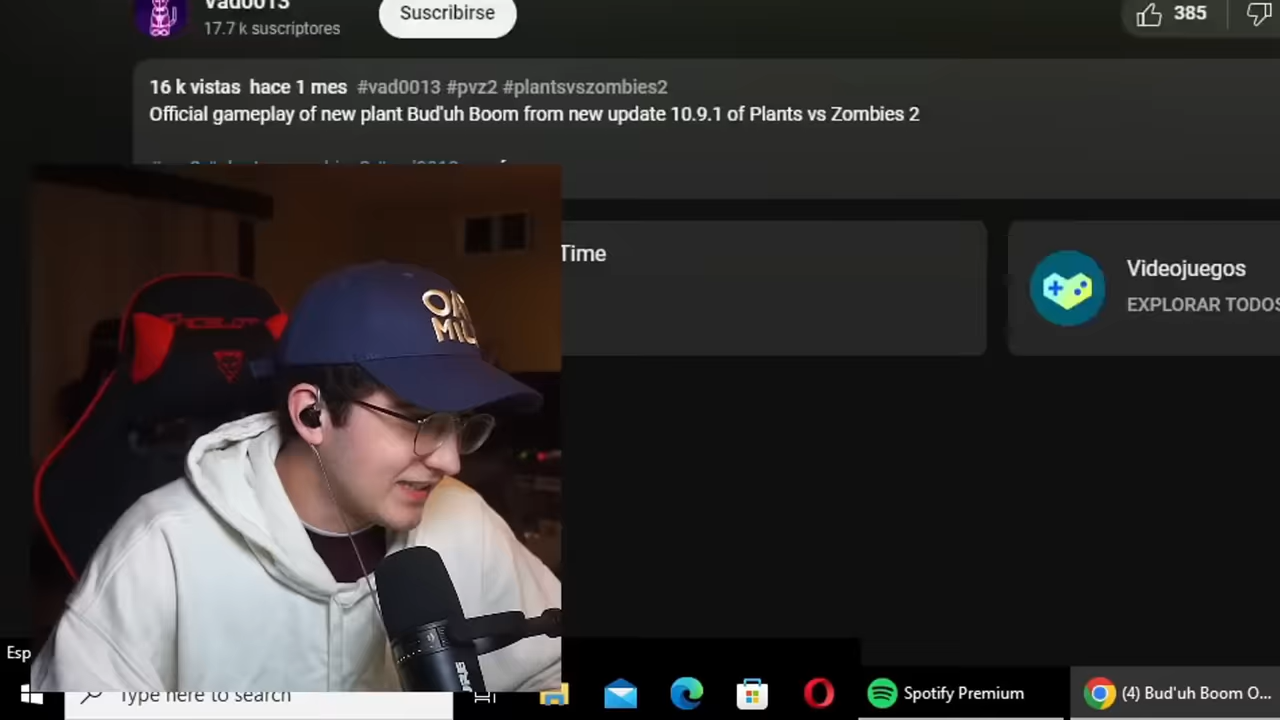 Vad0013
17.7 k suscriptores
Suscribirse
385
16 k vistas hace 1 mes #vad0013 #pvz2 #plantsvszombies2
Official gameplay of new plant Bud'uh Boom from new update 10.9.1 of Plants vs Zombies 2
Time
Videojuegos
EXPLORAR TODOS
Esp
Type here to search
Spotify Premium
(4) Bud'uh Boom O...